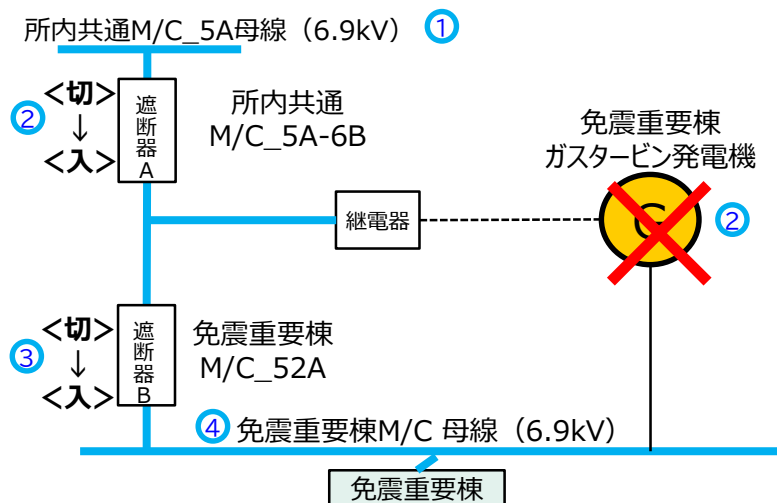 所内共通M/C_5A母線（6.9kV） ①
② <切>
↓
<入>
遮断器A
所内共通
M/C_5A-6B
免震重要棟
ガスタービン発電機
G
②
継電器
③ <切>
↓
<入>
遮断器B
免震重要棟
M/C_52A
④ 免震重要棟M/C 母線（6.9kV）
免震重要棟